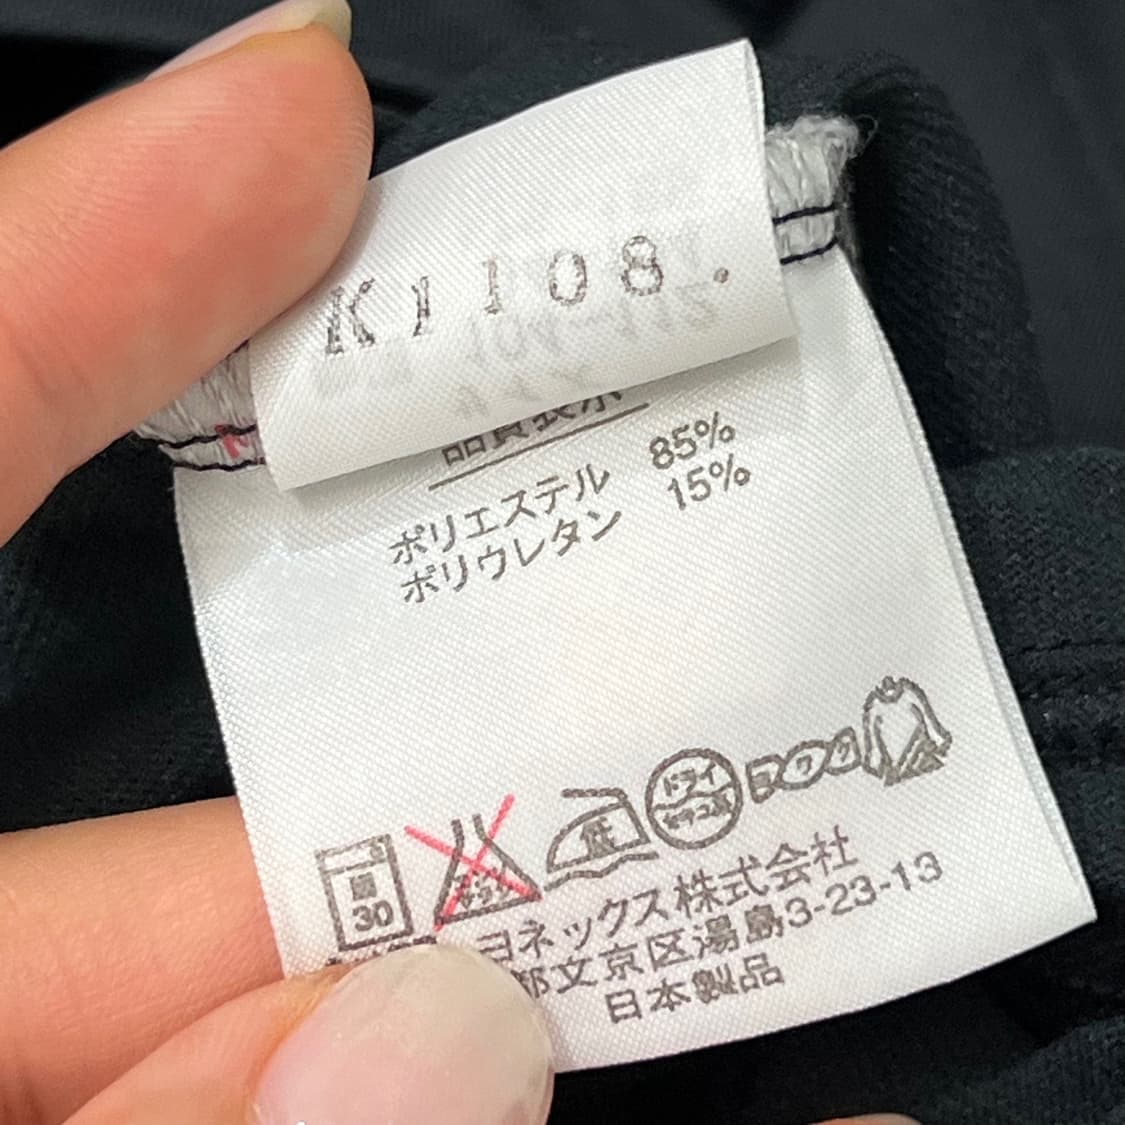 K1108.
品質表示
ポリエステル 85%
ポリウレタン 15%
30
低
ドライ
ヨネックス株式会社
都文京区湯島3-23-13
日本製品